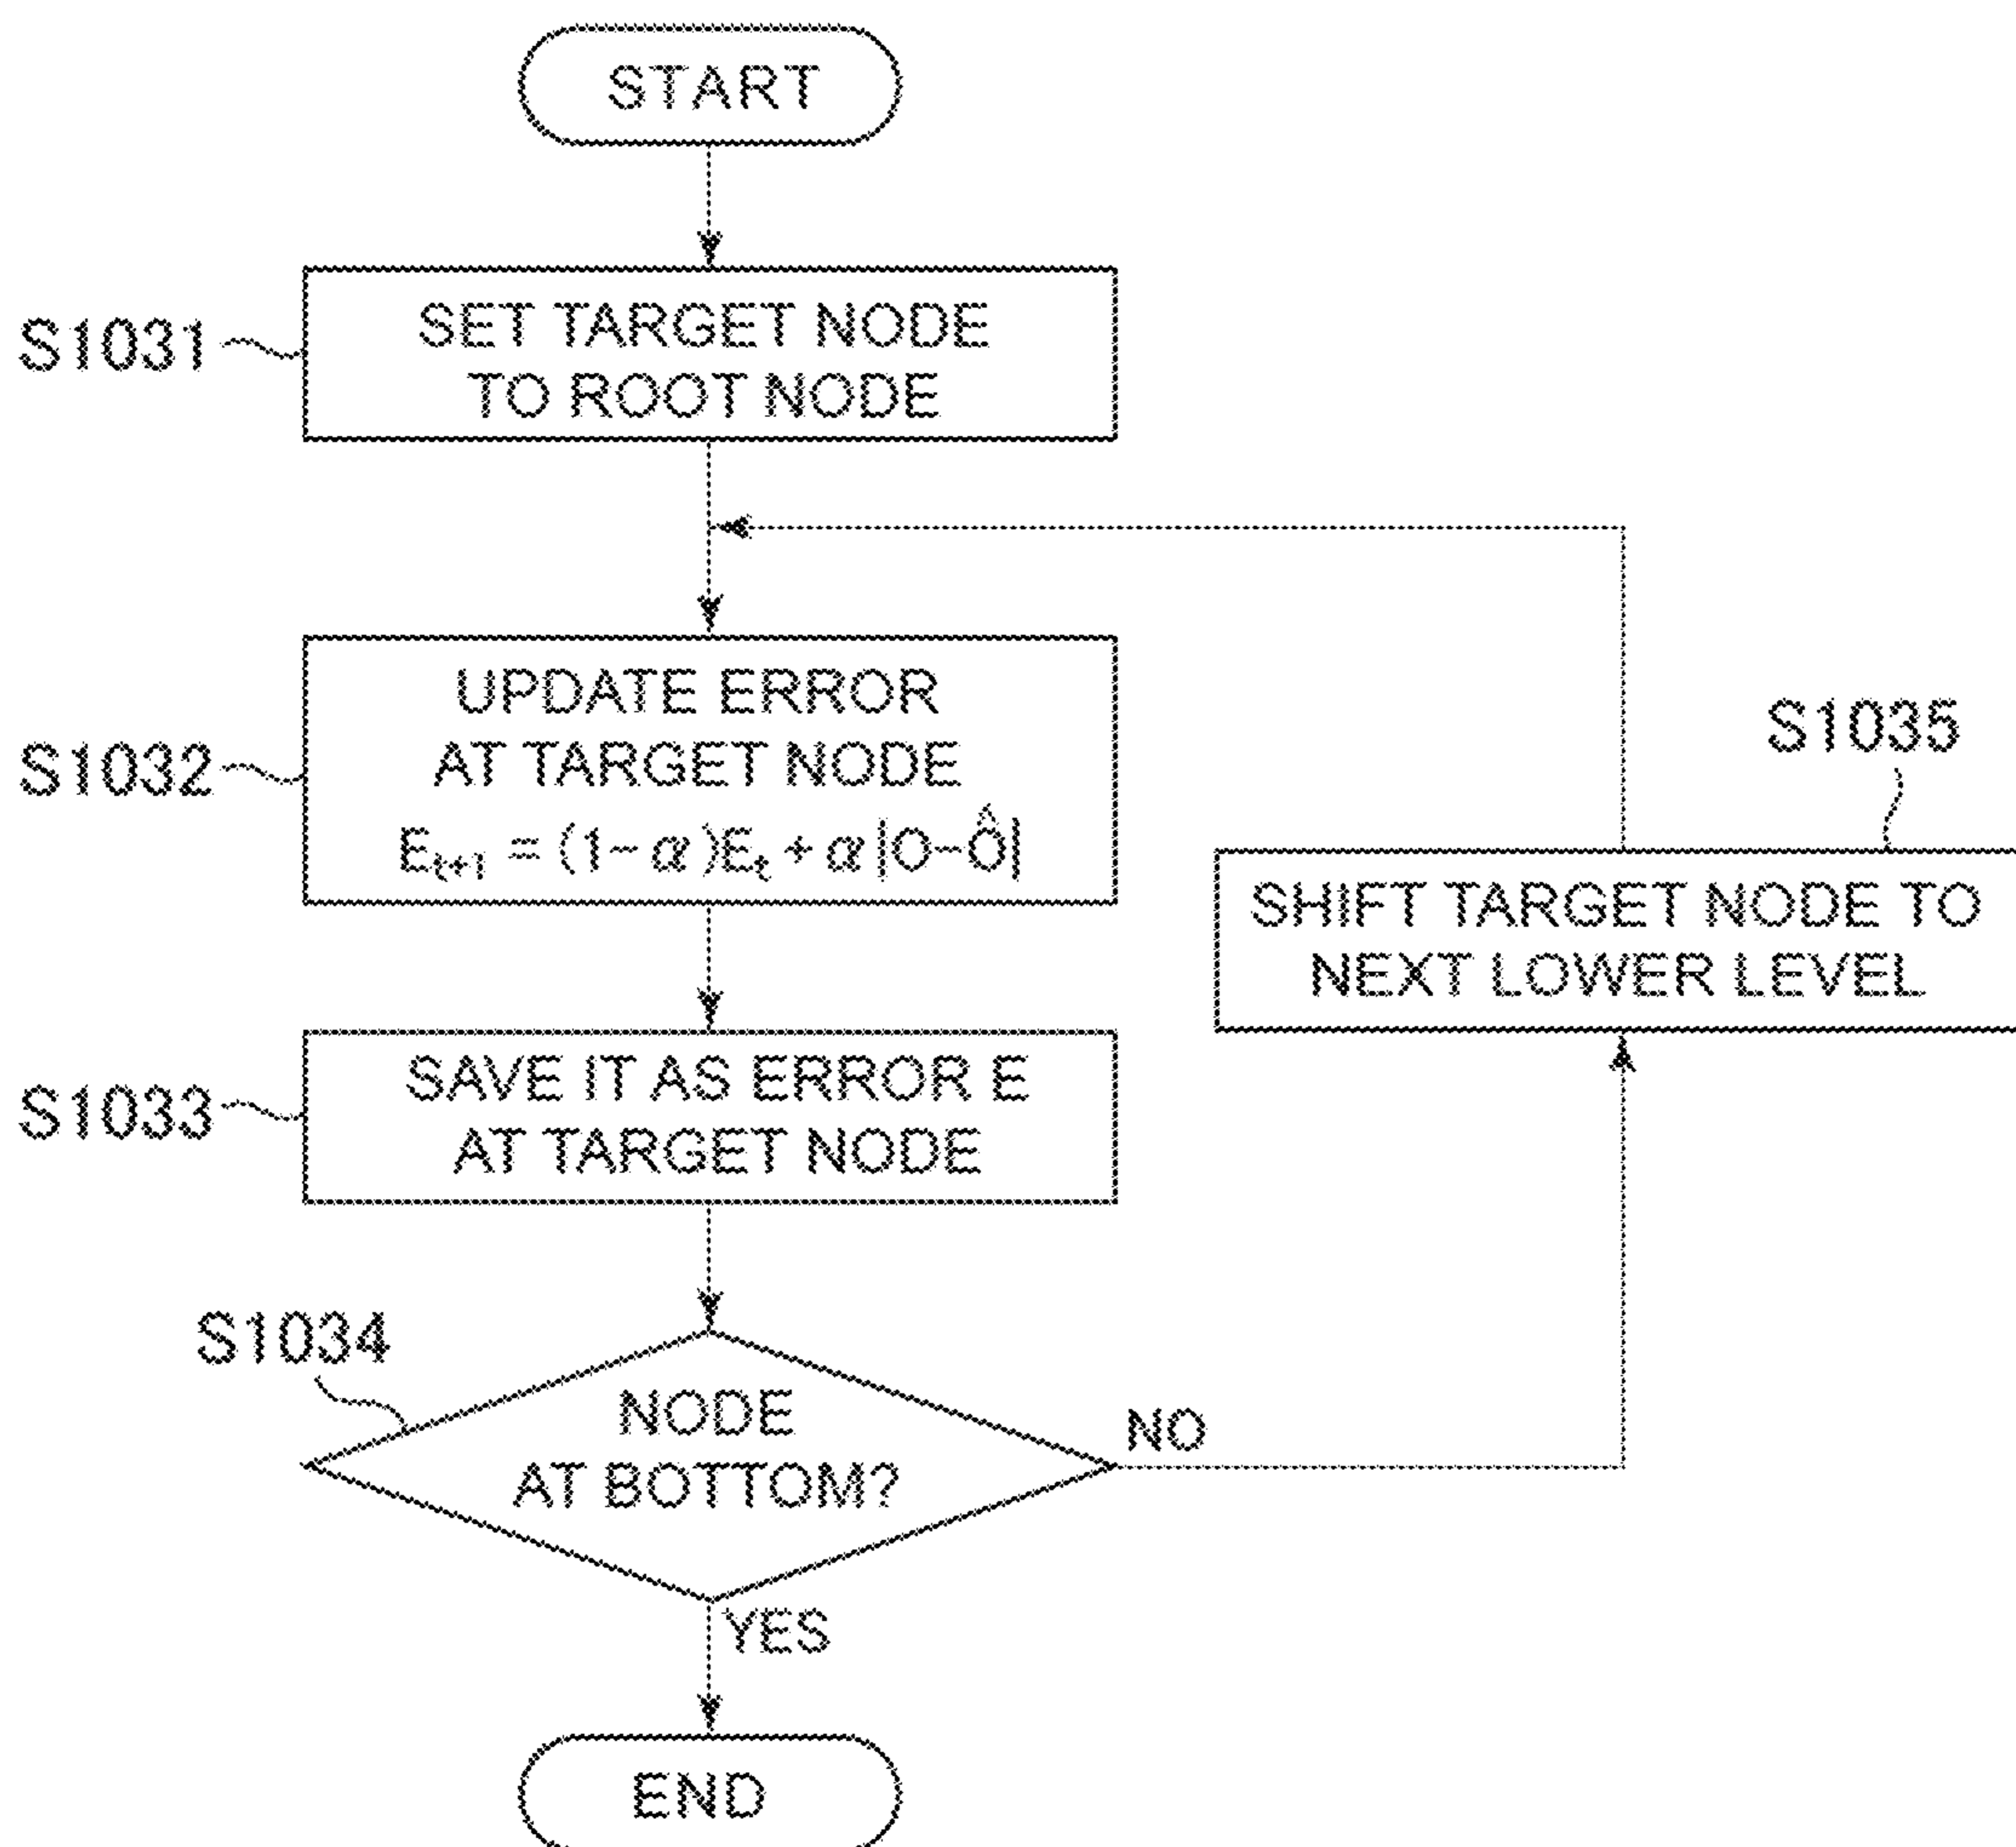 START
S1031
SET TARGET NODE
TO ROOT NODE
S1032
UPDATE ERROR
AT TARGET NODE
E_{t+1} = (1-α)E_t + α|O-Ô|
S1035
SHIFT TARGET NODE TO
NEXT LOWER LEVEL
S1033
SAVE IT AS ERROR E
AT TARGET NODE
S1034
NODE
AT BOTTOM?
NO
YES
END